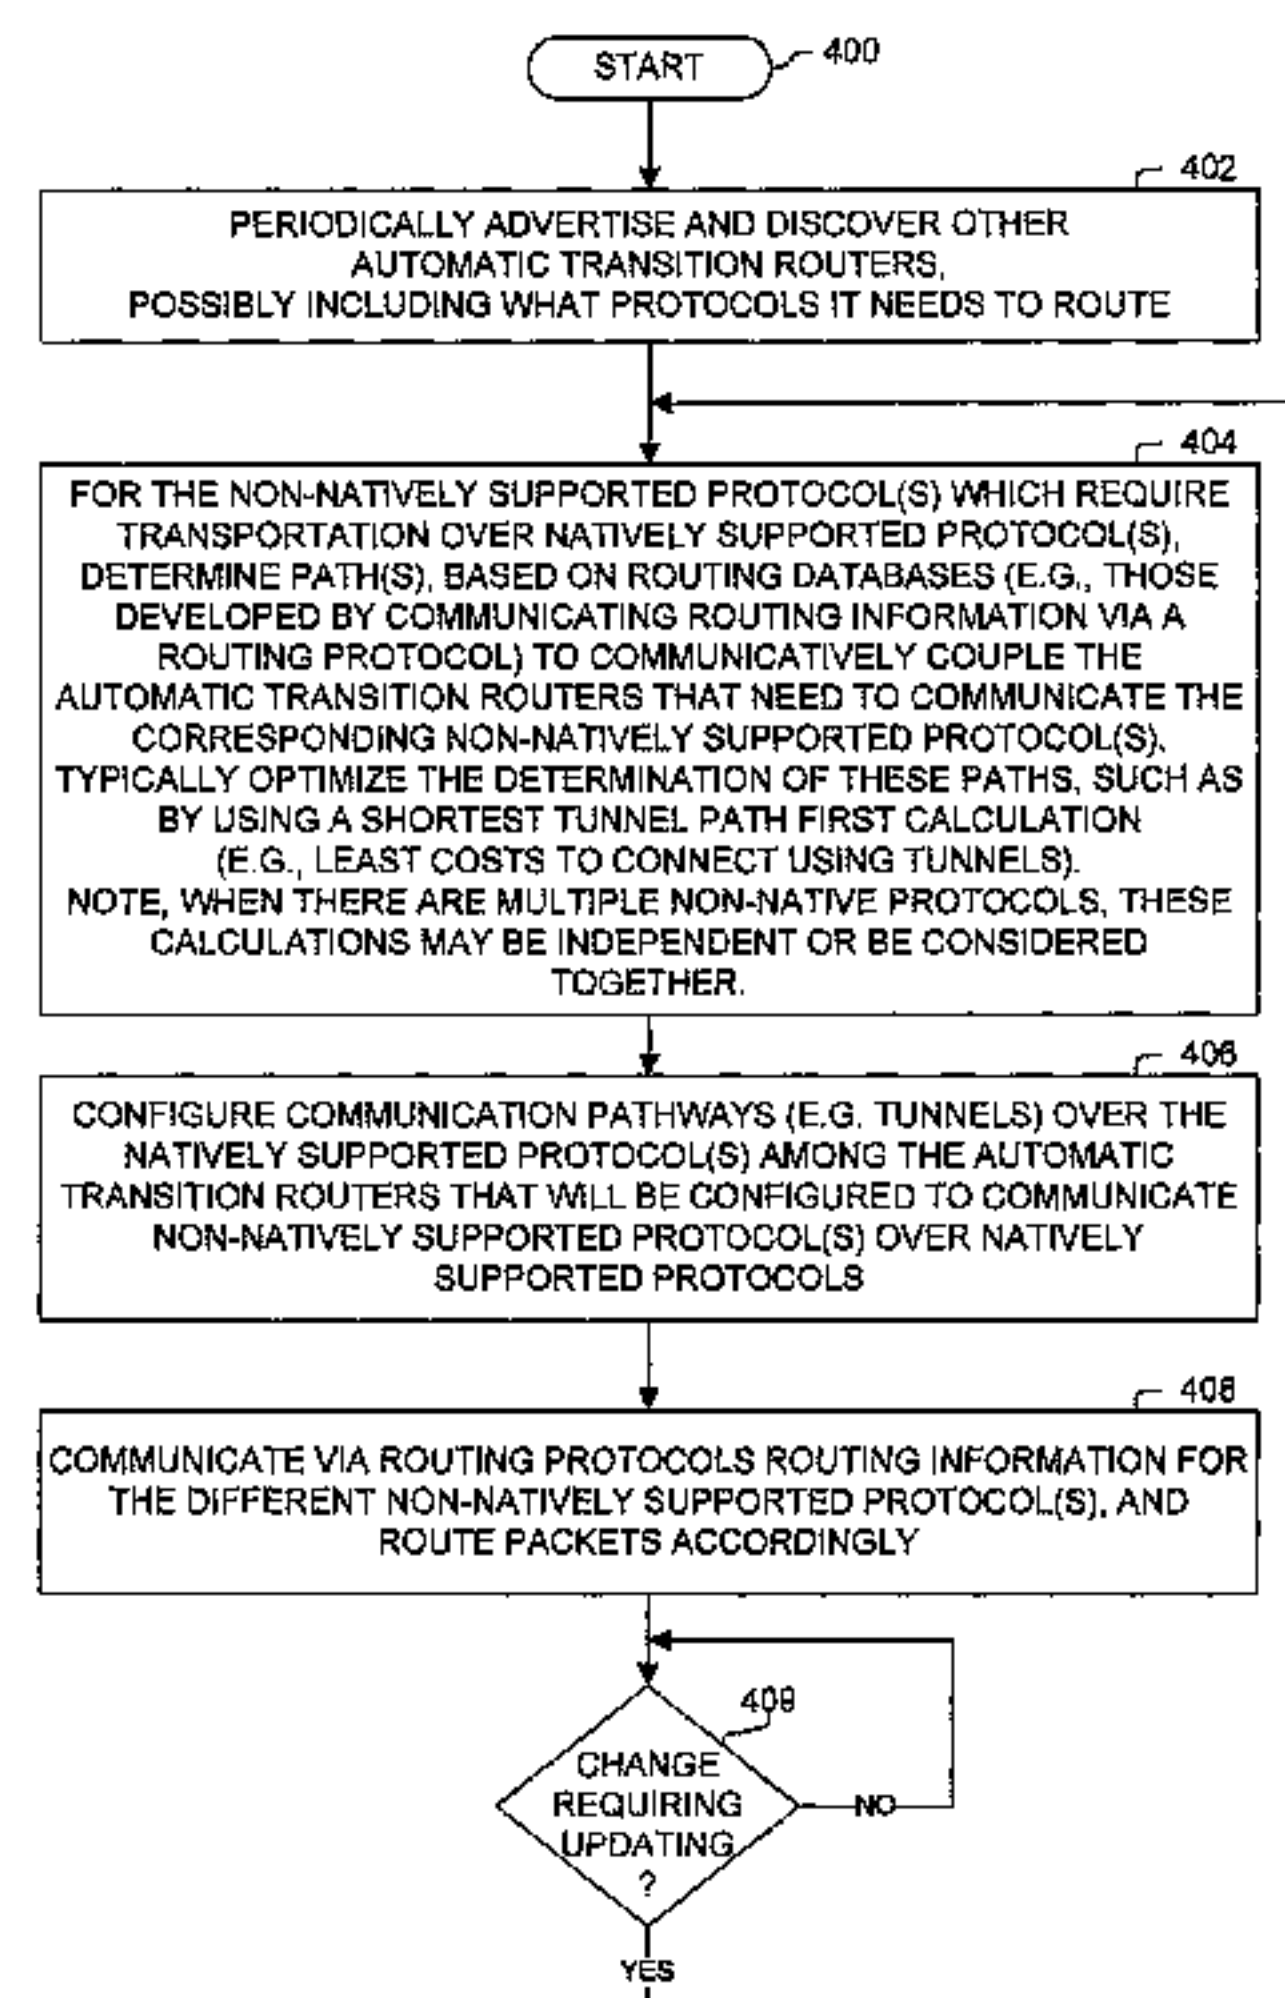 START
400
402
PERIODICALLY ADVERTISE AND DISCOVER OTHER
AUTOMATIC TRANSITION ROUTERS,
POSSIBLY INCLUDING WHAT PROTOCOLS IT NEEDS TO ROUTE
404
FOR THE NON-NATIVELY SUPPORTED PROTOCOL(S) WHICH REQUIRE
TRANSPORTATION OVER NATIVELY SUPPORTED PROTOCOL(S),
DETERMINE PATH(S), BASED ON ROUTING DATABASES (E.G., THOSE
DEVELOPED BY COMMUNICATING ROUTING INFORMATION VIA A
ROUTING PROTOCOL) TO COMMUNICATIVELY COUPLE THE
AUTOMATIC TRANSITION ROUTERS THAT NEED TO COMMUNICATE THE
CORRESPONDING NON-NATIVELY SUPPORTED PROTOCOL(S).
TYPICALLY OPTIMIZE THE DETERMINATION OF THESE PATHS, SUCH AS
BY USING A SHORTEST TUNNEL PATH FIRST CALCULATION
(E.G., LEAST COSTS TO CONNECT USING TUNNELS).
NOTE, WHEN THERE ARE MULTIPLE NON-NATIVE PROTOCOLS, THESE
CALCULATIONS MAY BE INDEPENDENT OR BE CONSIDERED
TOGETHER.
406
CONFIGURE COMMUNICATION PATHWAYS (E.G. TUNNELS) OVER THE
NATIVELY SUPPORTED PROTOCOL(S) AMONG THE AUTOMATIC
TRANSITION ROUTERS THAT WILL BE CONFIGURED TO COMMUNICATE
NON-NATIVELY SUPPORTED PROTOCOL(S) OVER NATIVELY
SUPPORTED PROTOCOLS
408
COMMUNICATE VIA ROUTING PROTOCOLS ROUTING INFORMATION FOR
THE DIFFERENT NON-NATIVELY SUPPORTED PROTOCOL(S), AND
ROUTE PACKETS ACCORDINGLY
409
CHANGE
REQUIRING
UPDATING
?
NO
YES